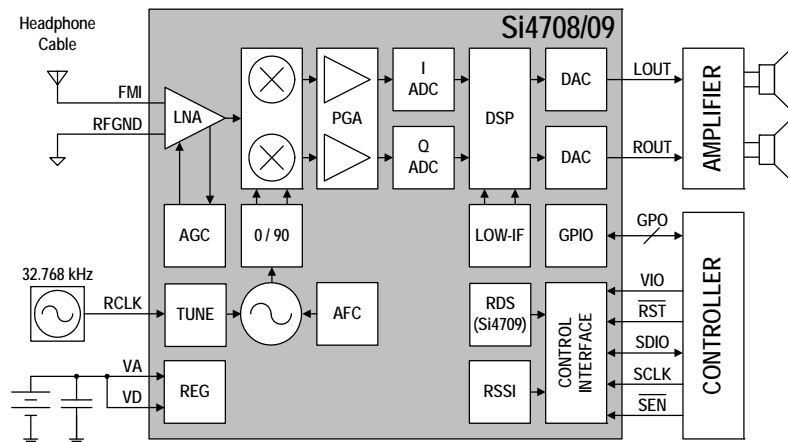 Si4708/09
Headphone
Cable
FMI
RFGND
LNA
PGA
I
ADC
Q
ADC
DSP
DAC
DAC
LOUT
ROUT
AMPLIFIER
AGC
0 / 90
LOW-IF
GPIO
GPO
32.768 kHz
RCLK
TUNE
AFC
RDS
(Si4709)
RSSI
CONTROL
INTERFACE
VIO
RST
SDIO
SCLK
SEN
CONTROLLER
VA
VD
REG